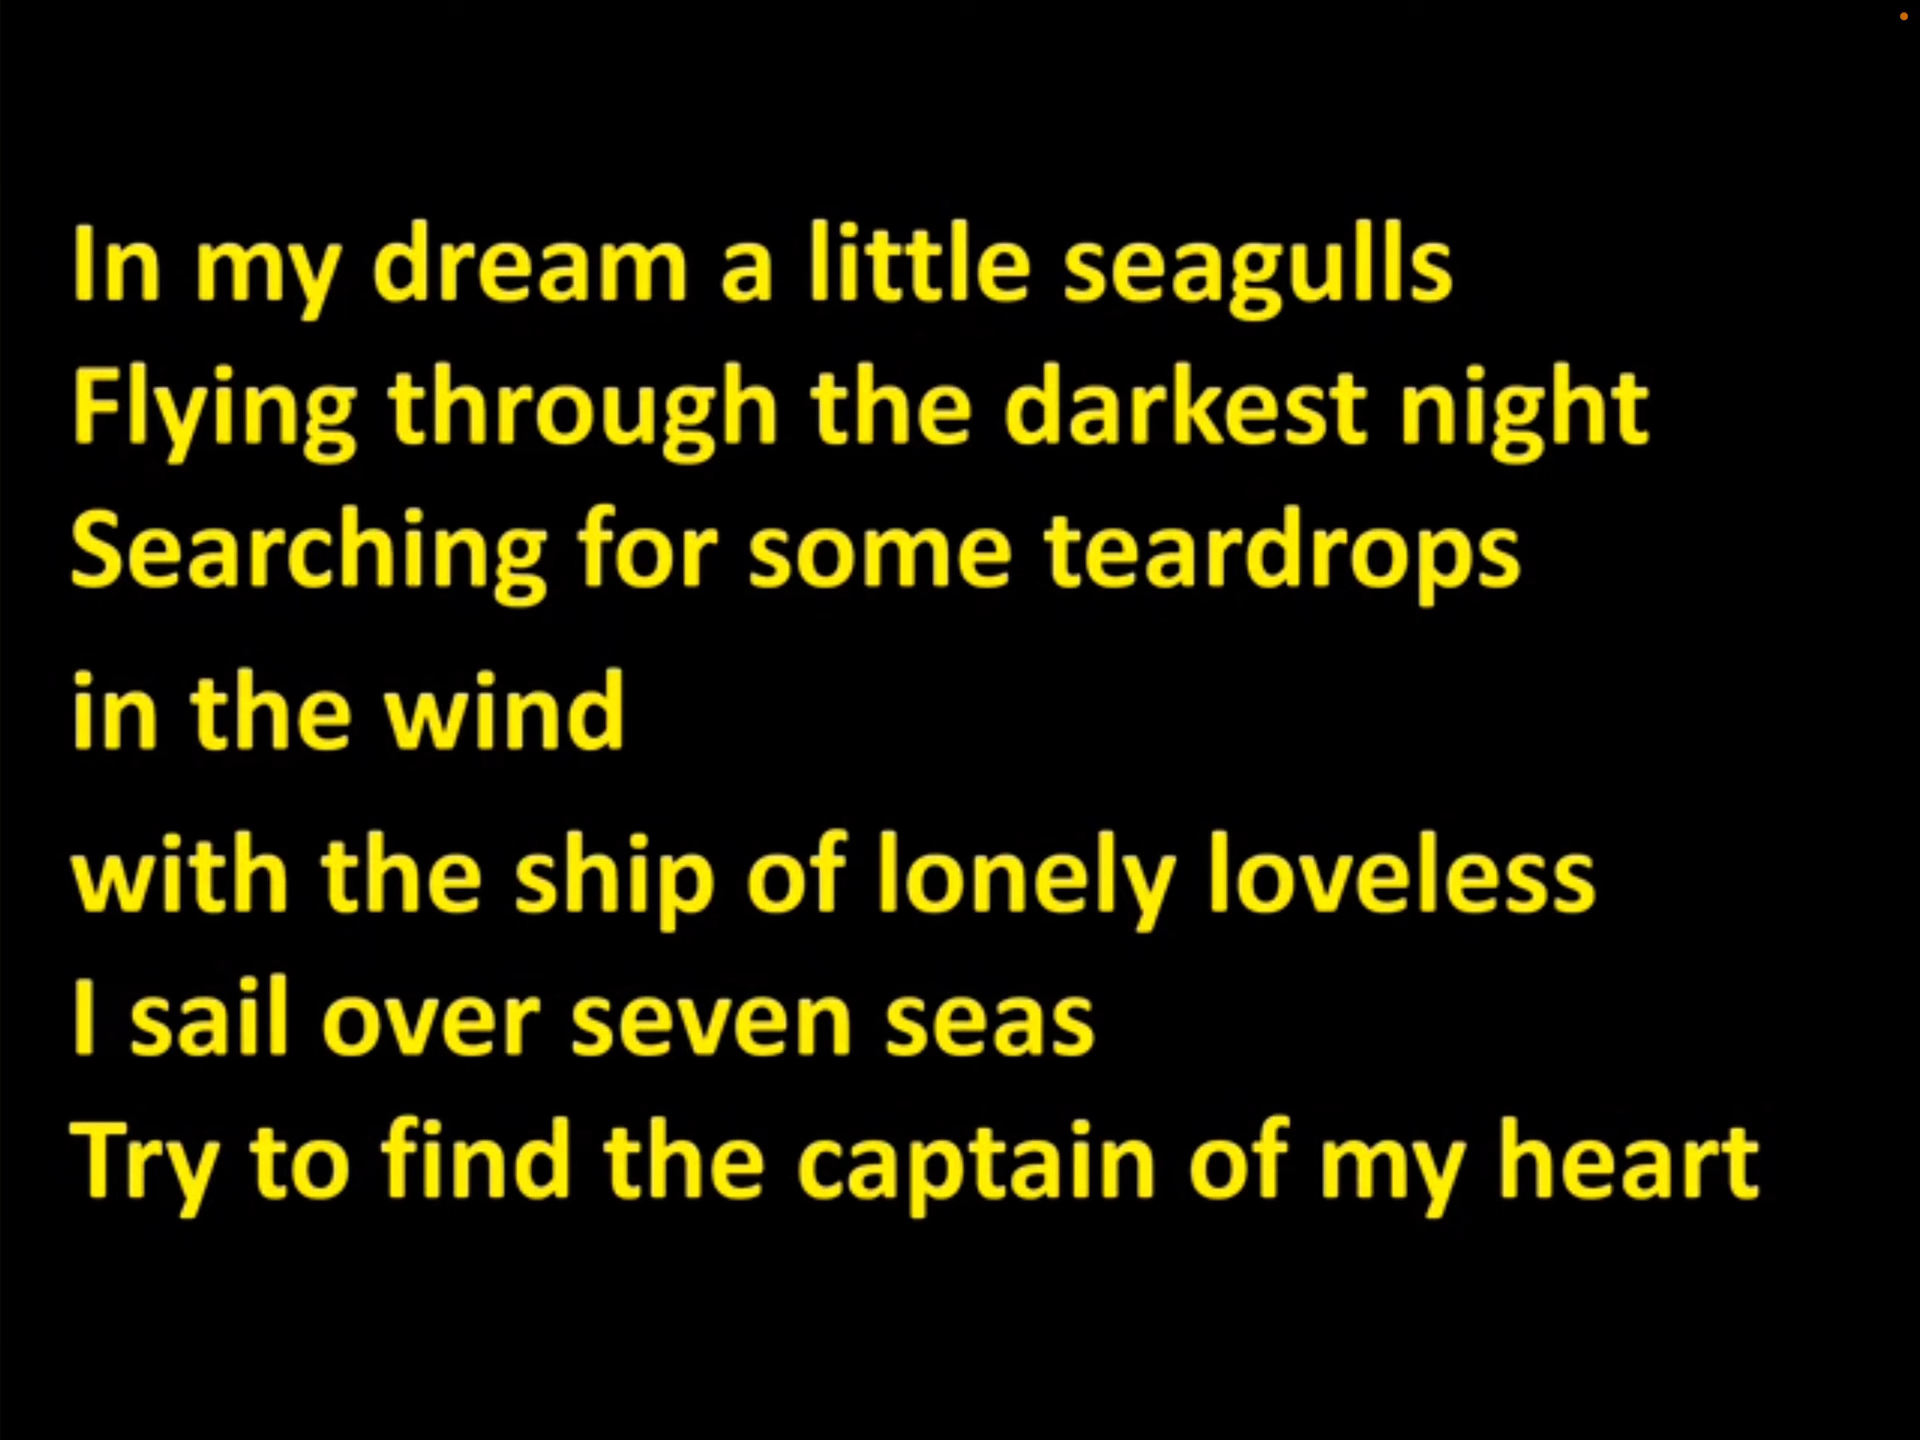 In my dream a little seagulls
Flying through the darkest night
Searching for some teardrops
in the wind
with the ship of lonely loveless
I sail over seven seas
Try to find the captain of my heart